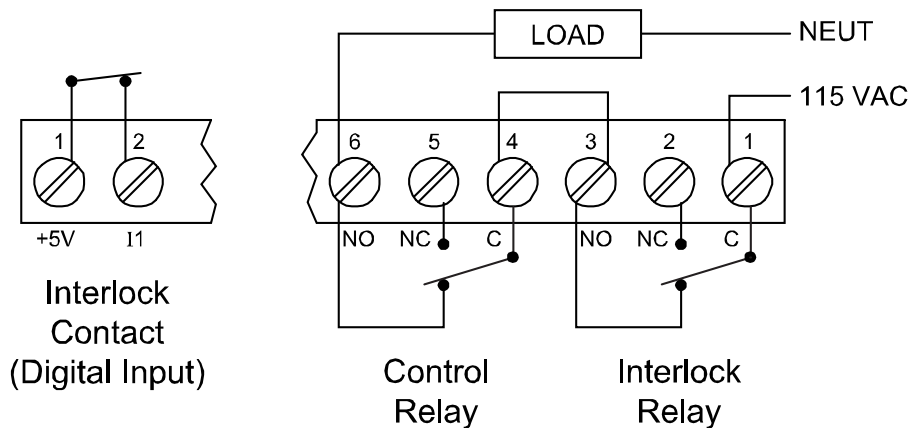 LOAD
NEUT
115 VAC
1 2
6 5 4 3 2 1
+5V I1
NO NC C NO NC C
Interlock
Contact
(Digital Input)
Control
Relay
Interlock
Relay